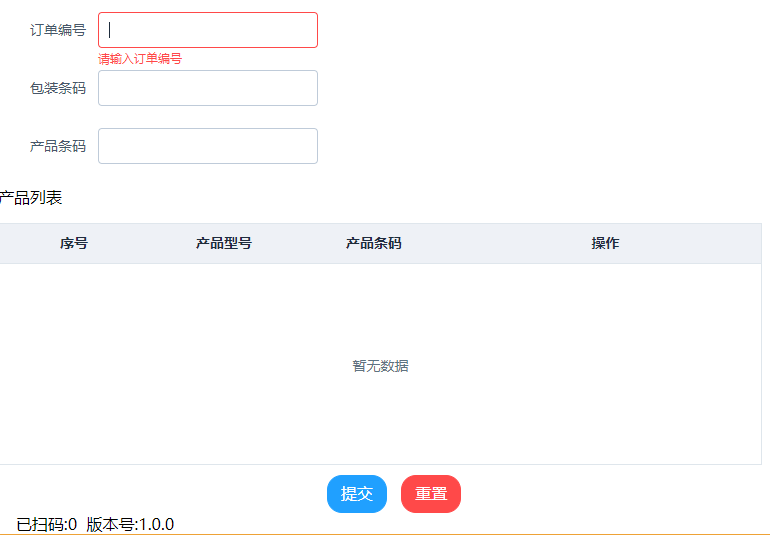 订单编号
请输入订单编号
包装条码
产品条码
产品列表
序号 产品型号 产品条码 操作
暂无数据
提交 重置
已扫码:0 版本号:1.0.0